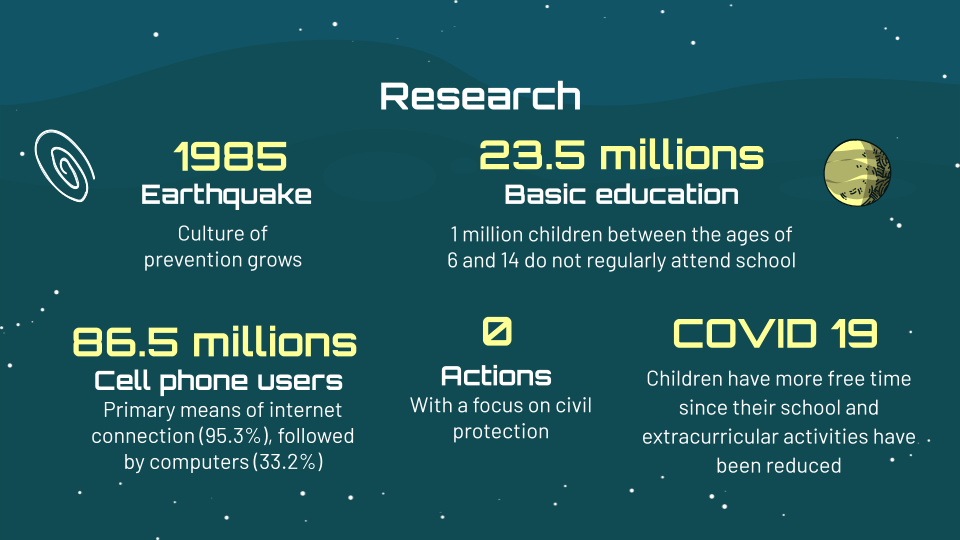 Research
1985
Earthquake
Culture of
prevention grows
23.5 millions
Basic education
1 million children between the ages of
6 and 14 do not regularly attend school
86.5 millions
Cell phone users
Primary means of internet
connection (95.3%), followed
by computers (33.2%)
0
Actions
With a focus on civil
protection
COVID 19
Children have more free time
since their school and
extracurricular activities have
been reduced